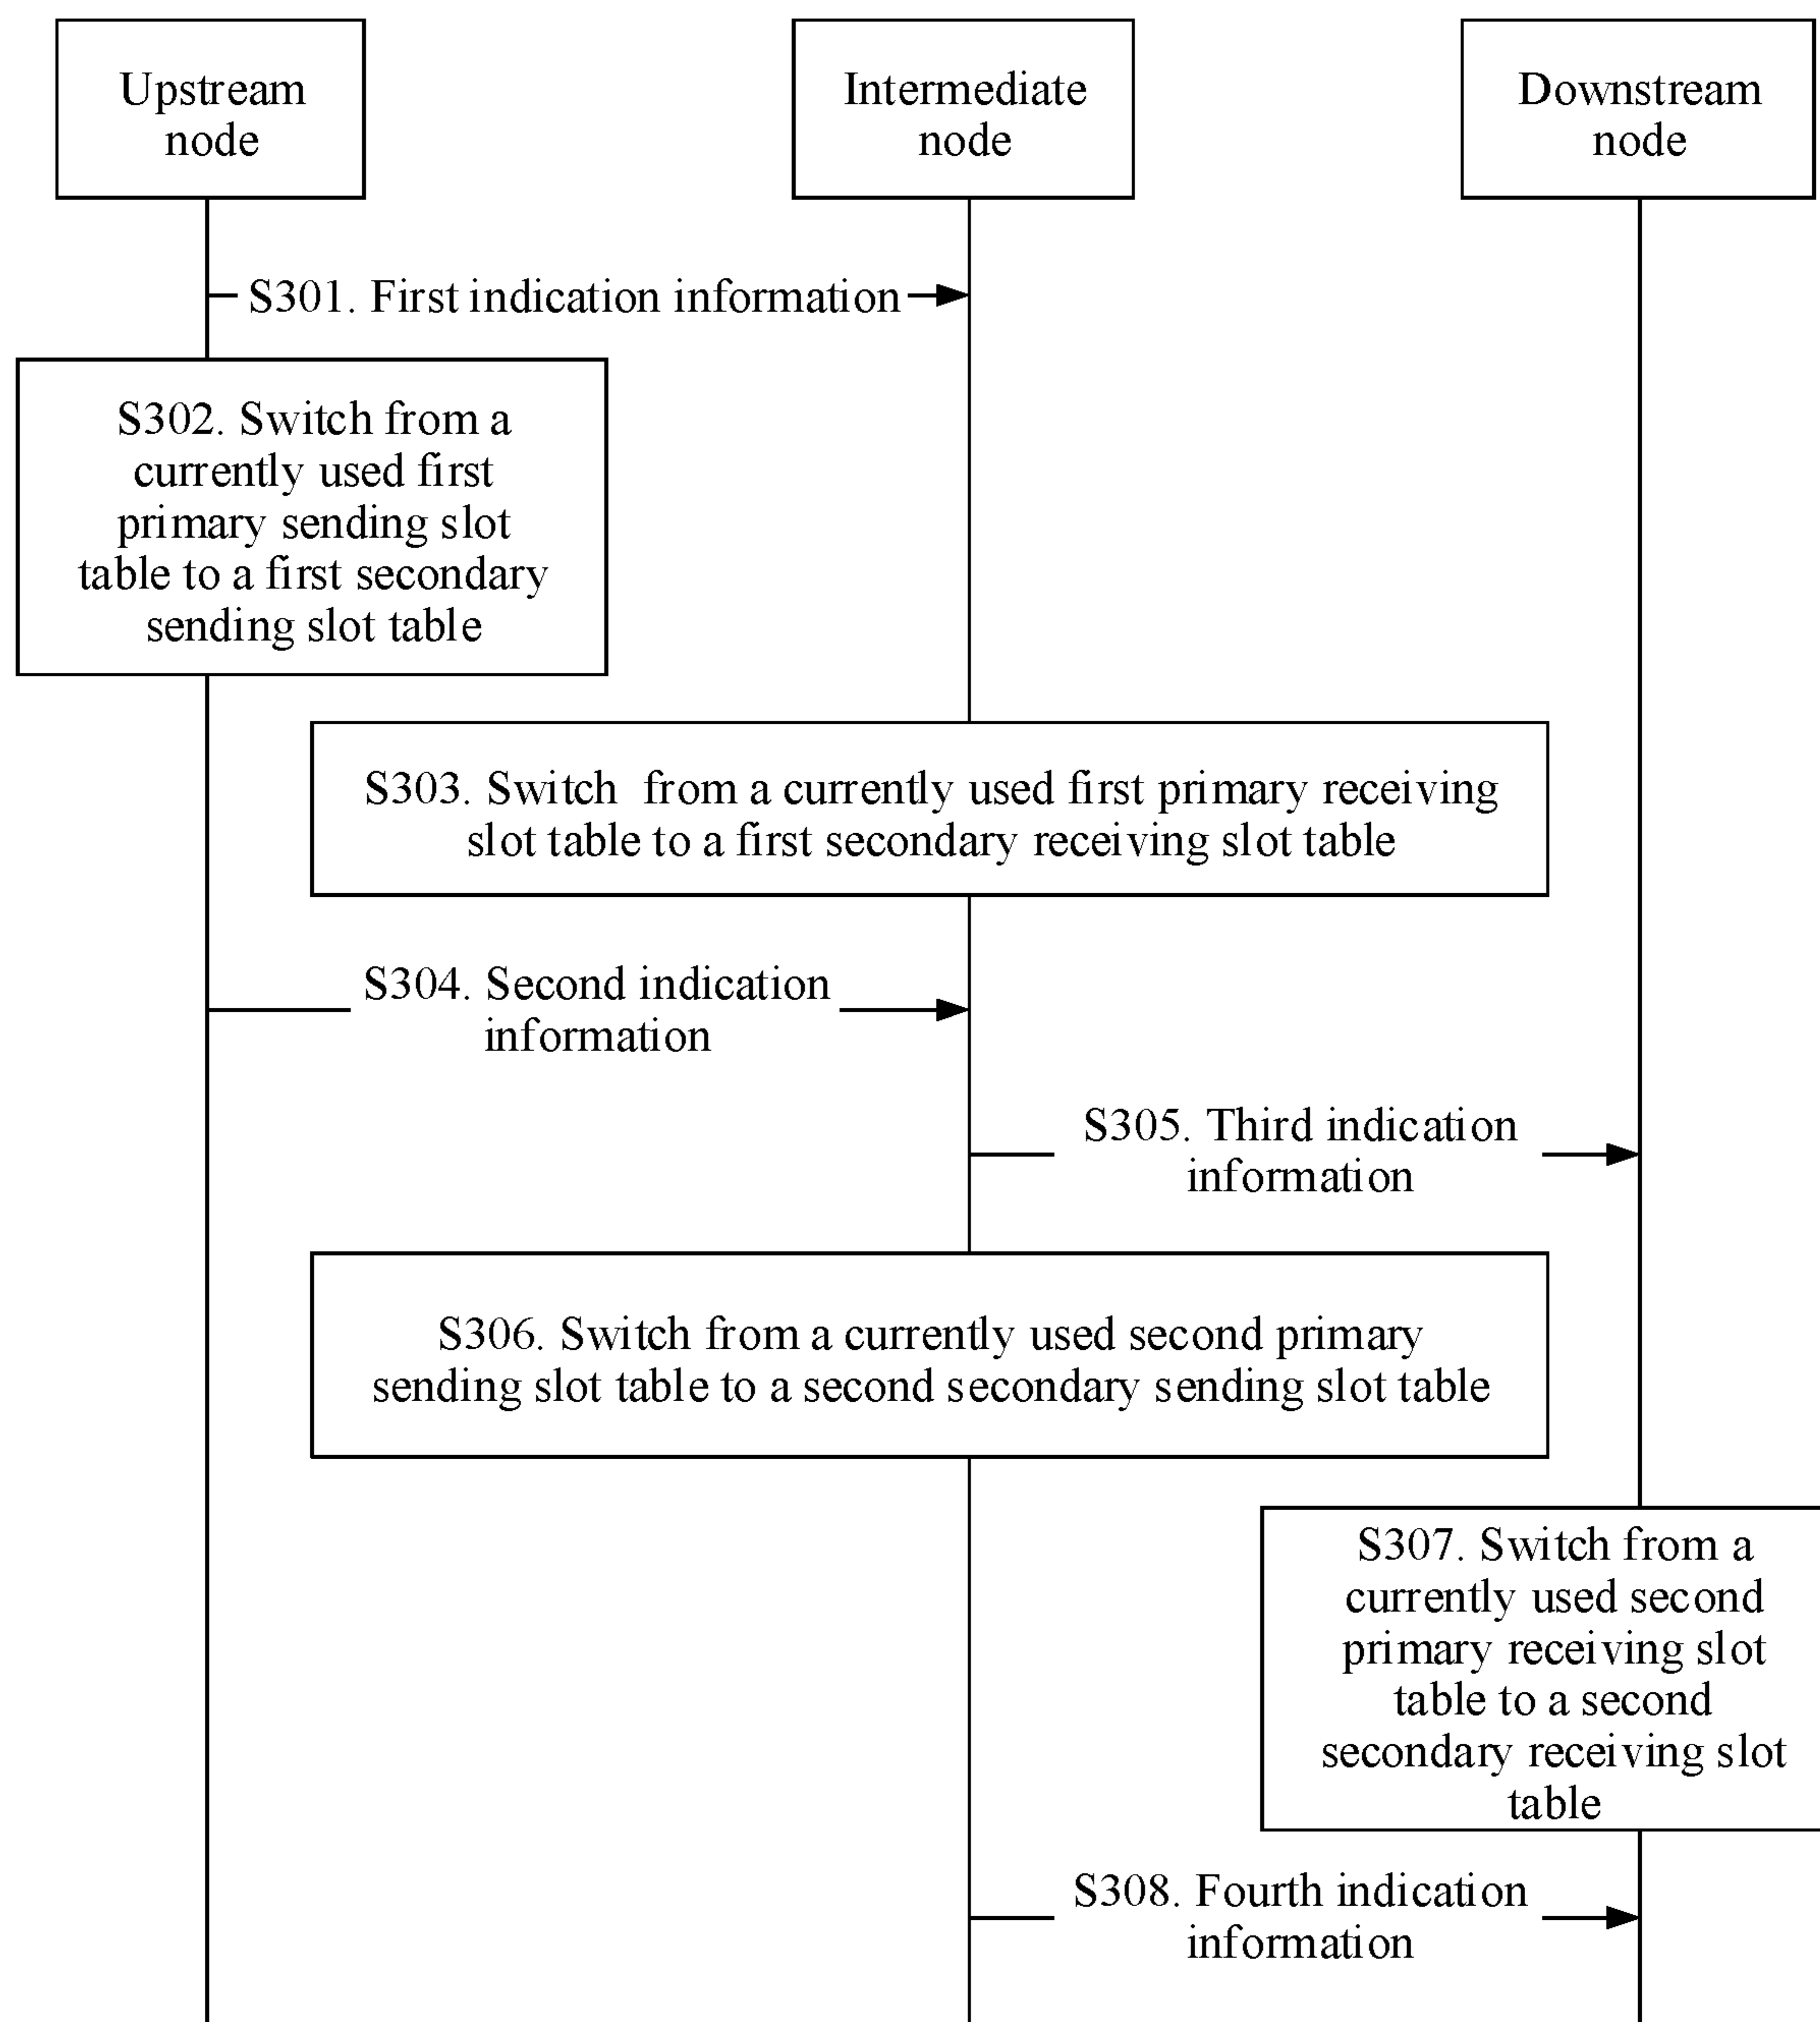 Upstream
node
Intermediate
node
Downstream
node
S301. First indication information
S302. Switch from a
currently used first
primary sending slot
table to a first secondary
sending slot table
S303. Switch from a currently used first primary receiving
slot table to a first secondary receiving slot table
S304. Second indication
information
S305. Third indication
information
S306. Switch from a currently used second primary
sending slot table to a second secondary sending slot table
S307. Switch from a
currently used second
primary receiving slot
table to a second
secondary receiving slot
table
S308. Fourth indication
information